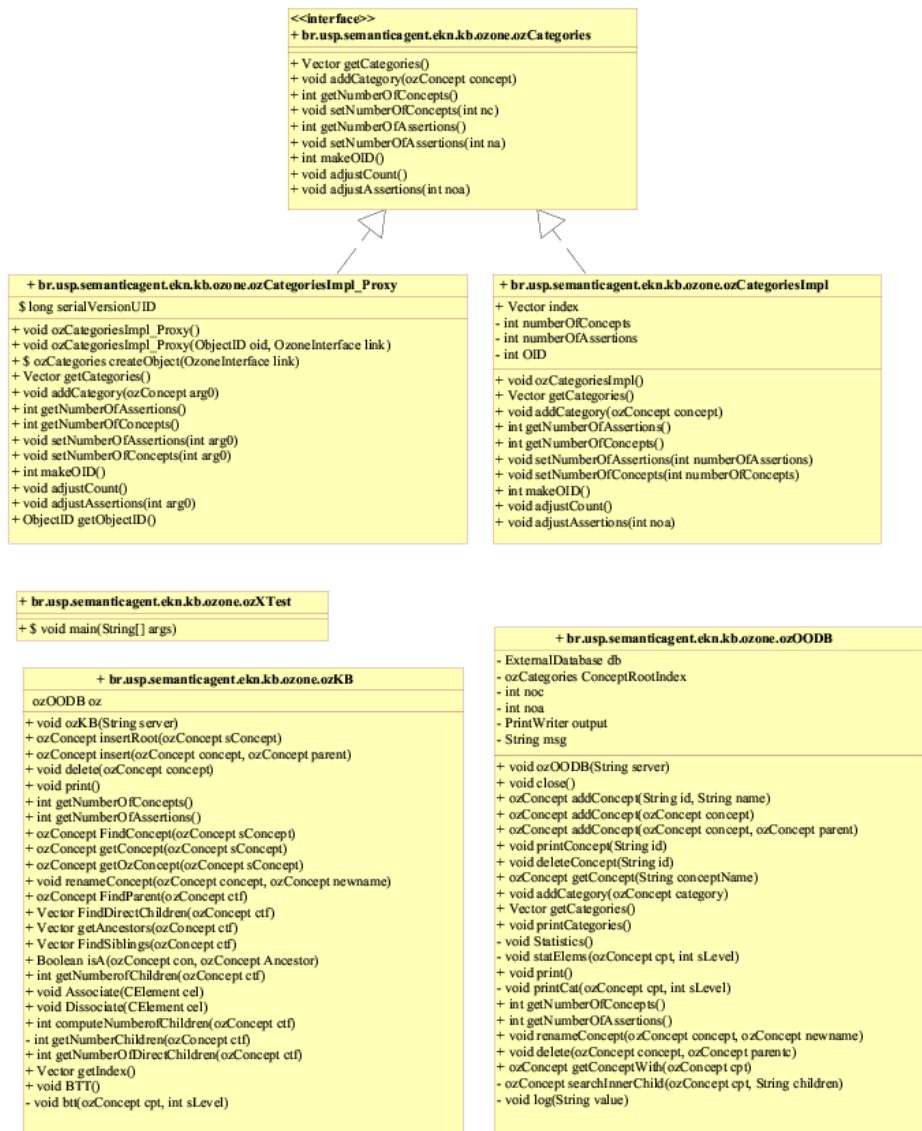 <<interface>>
+ br.usp.semanticagent.ekn.kb.ozone.ozCategories
+ Vector getCategories()
+ void addCategory(ozConcept concept)
+ int getNumberOfConcepts()
+ void setNumberOfConcepts(int nc)
+ int getNumberOfAssertions()
+ void setNumberOfAssertions(int na)
+ int makeOID()
+ void adjustCount()
+ void adjustAssertions(int noa)
+ br.usp.semanticagent.ekn.kb.ozone.ozCategoriesImpl_Proxy
$ long serialVersionUID
+ void ozCategoriesImpl_Proxy()
+ void ozCategoriesImpl_Proxy(ObjectID oid, OzoneInterface link)
+ $ ozCategories createObject(OzoneInterface link)
+ Vector getCategories()
+ void addCategory(ozConcept arg0)
+ int getNumberOfAssertions()
+ int getNumberOfConcepts()
+ void setNumberOfAssertions(int arg0)
+ void setNumberOfConcepts(int arg0)
+ int makeOID()
+ void adjustCount()
+ void adjustAssertions(int arg0)
+ ObjectID getObjectID()
+ br.usp.semanticagent.ekn.kb.ozone.ozCategoriesImpl
+ Vector index
- int numberOfConcepts
- int numberOfAssertions
- int OID
+ void ozCategoriesImpl()
+ Vector getCategories()
+ void addCategory(ozConcept concept)
+ int getNumberOfAssertions()
+ int getNumberOfConcepts()
+ void setNumberOfAssertions(int numberOfAssertions)
+ void setNumberOfConcepts(int numberOfConcepts)
+ int makeOID()
+ void adjustCount()
+ void adjustAssertions(int noa)
+ br.usp.semanticagent.ekn.kb.ozone.ozXTest
+ $ void main(String[] args)
+ br.usp.semanticagent.ekn.kb.ozone.ozKB
ozOODB oz
+ void ozKB(String server)
+ ozConcept insertRoot(ozConcept sConcept)
+ ozConcept insert(ozConcept concept, ozConcept parent)
+ void delete(ozConcept concept)
+ void print()
+ int getNumberOfConcepts()
+ int getNumberOfAssertions()
+ ozConcept FindConcept(ozConcept sConcept)
+ ozConcept getConcept(ozConcept sConcept)
+ ozConcept getOzConcept(ozConcept sConcept)
+ void renameConcept(ozConcept concept, ozConcept newname)
+ ozConcept FindParent(ozConcept ctf)
+ Vector FindDirectChildren(ozConcept ctf)
+ Vector getAncestors(ozConcept ctf)
+ Vector FindSiblings(ozConcept ctf)
+ Boolean isA(ozConcept con, ozConcept Ancestor)
+ int getNumberofChildren(ozConcept ctf)
+ void Associate(CElement cel)
+ void Dissociate(CElement cel)
+ int computeNumberofChildren(ozConcept ctf)
- int getNumberChildren(ozConcept ctf)
+ int getNumberOfDirectChildren(ozConcept ctf)
+ Vector getIndex()
+ void BTT()
- void btt(ozConcept cpt, int sLevel)
+ br.usp.semanticagent.ekn.kb.ozone.ozOODB
- ExternalDatabase db
- ozCategories ConceptRootIndex
- int noc
- int noa
- PrintWriter output
- String msg
+ void ozOODB(String server)
+ void close()
+ ozConcept addConcept(String id, String name)
+ ozConcept addConcept(ozConcept concept)
+ ozConcept addConcept(ozConcept concept, ozConcept parent)
+ void printConcept(String id)
+ void deleteConcept(String id)
+ ozConcept getConcept(String conceptName)
+ void addCategory(ozConcept category)
+ Vector getCategories()
+ void printCategories()
- void Statistics()
- void statElems(ozConcept cpt, int sLevel)
+ void print()
- void printCat(ozConcept cpt, int sLevel)
+ int getNumberOfConcepts()
+ int getNumberOfAssertions()
+ void renameConcept(ozConcept concept, ozConcept newname)
+ void delete(ozConcept concept, ozConcept parentc)
+ ozConcept getConceptWith(ozConcept cpt)
- ozConcept searchInnerChild(ozConcept cpt, String children)
- void log(String value)